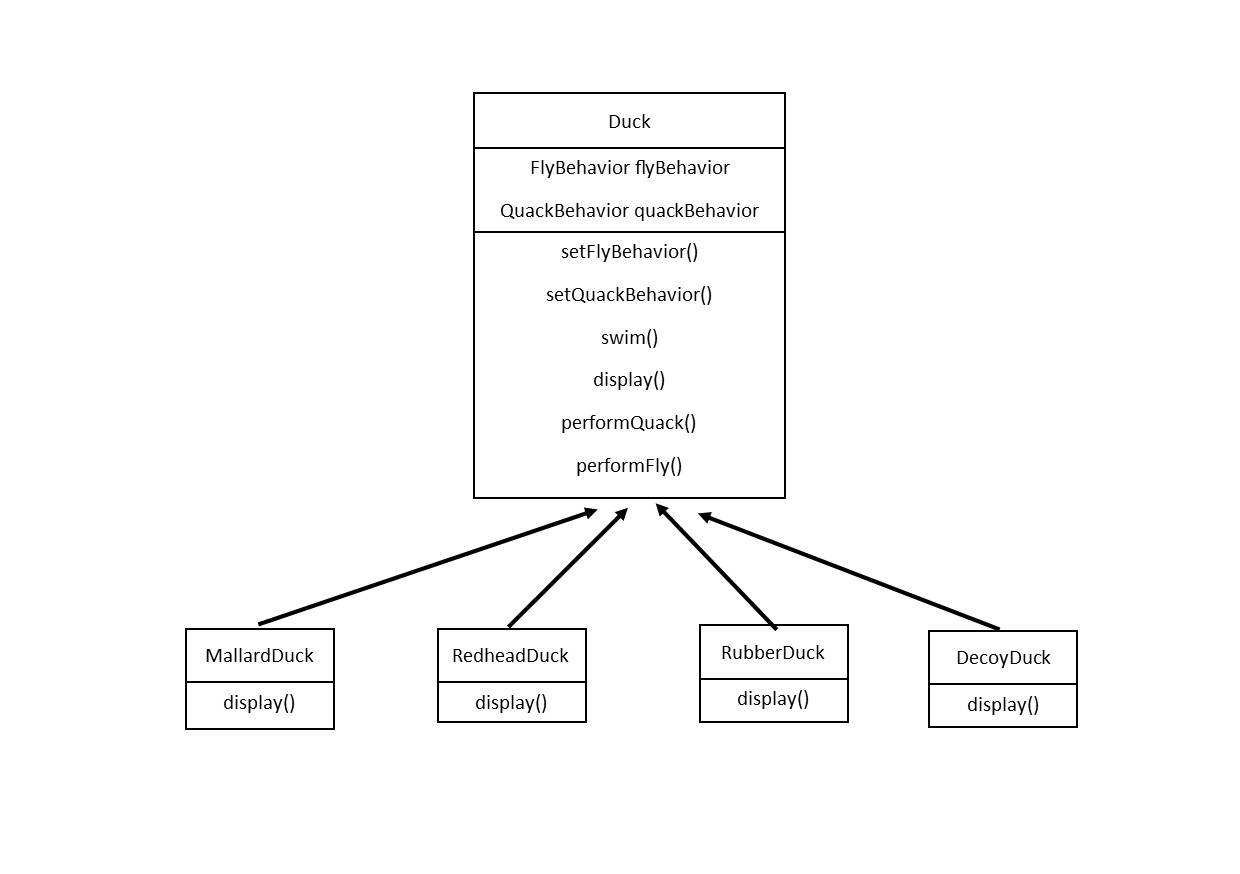 Duck
FlyBehavior flyBehavior
QuackBehavior quackBehavior
setFlyBehavior()
setQuackBehavior()
swim()
display()
performQuack()
performFly()
MallardDuck
display()
RedheadDuck
display()
RubberDuck
display()
DecoyDuck
display()